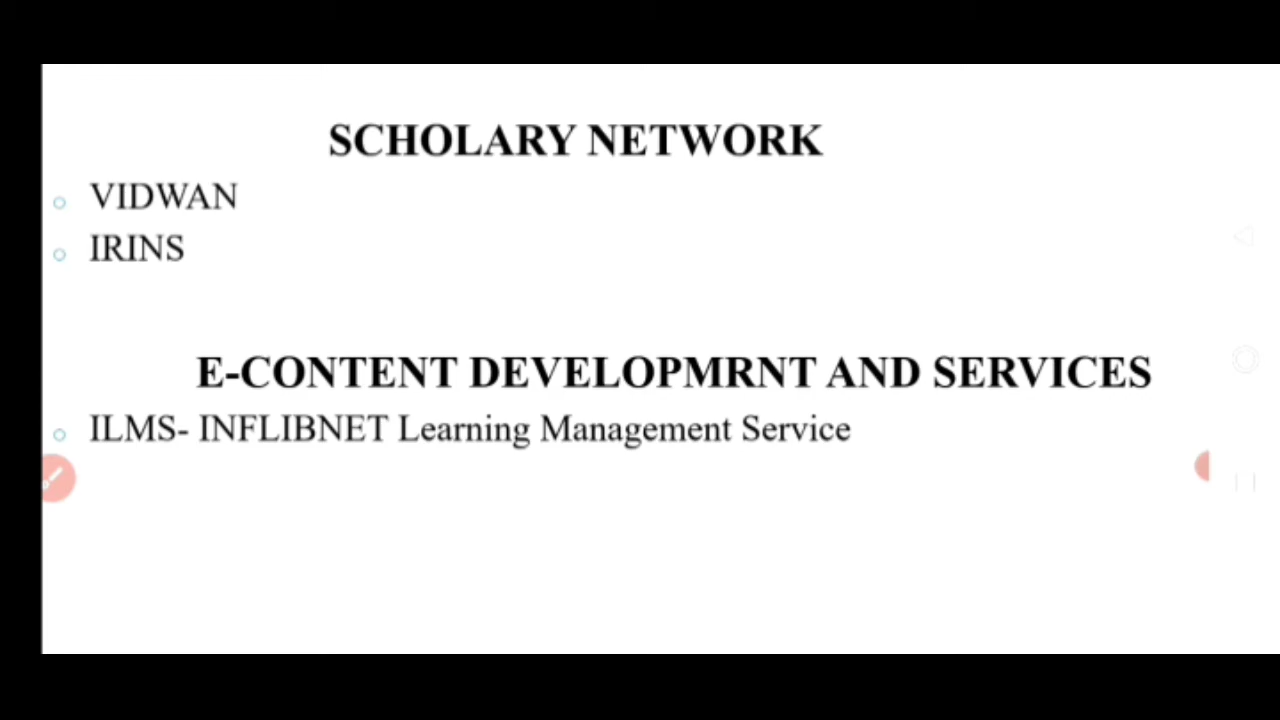 SCHOLARY NETWORK
VIDWAN
IRINS
E-CONTENT DEVELOPMRNT AND SERVICES
ILMS- INFLIBNET Learning Management Service